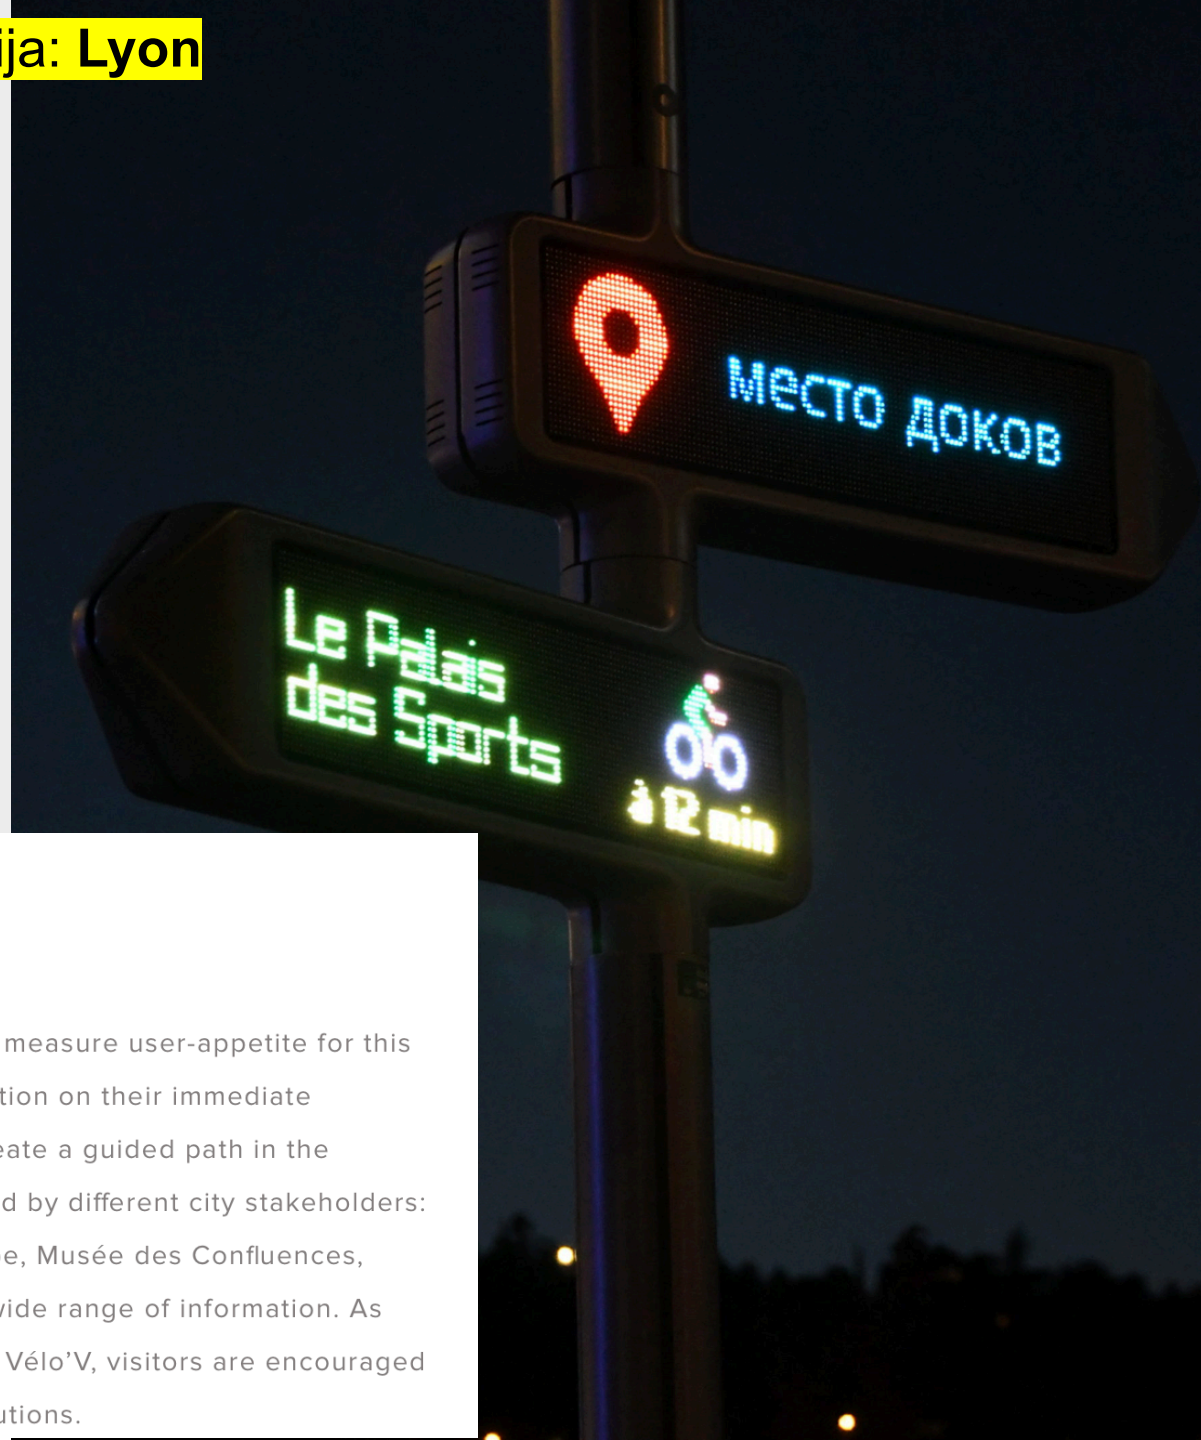 ija: Lyon
место доков
Le Palais
des Sports
à 12 min
measure user-appetite for this
tion on their immediate
eate a guided path in the
d by different city stakeholders:
e, Musée des Confluences,
wide range of information. As
Vélo’V, visitors are encouraged
utions.